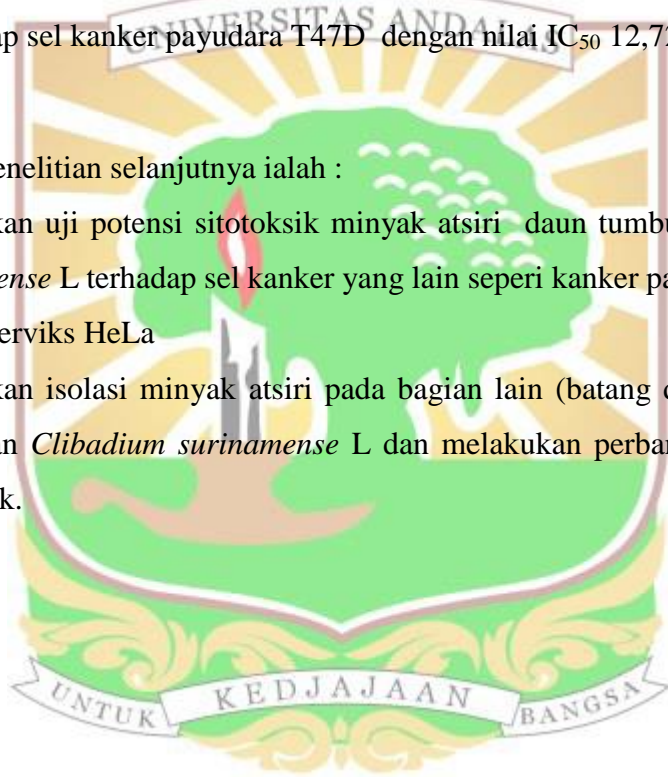 UNIVERSITAS ANDALAS
ap sel kanker payudara T47D dengan nilai IC₅₀ 12,72
enelitian selanjutnya ialah :
kan uji potensi sitotoksik minyak atsiri daun tumbu
ense L terhadap sel kanker yang lain seperi kanker pa
erviks HeLa
kan isolasi minyak atsiri pada bagian lain (batang d
an Clibadium surinamense L dan melakukan perban
k.
UNTUK KEDJAJAAN BANGSA